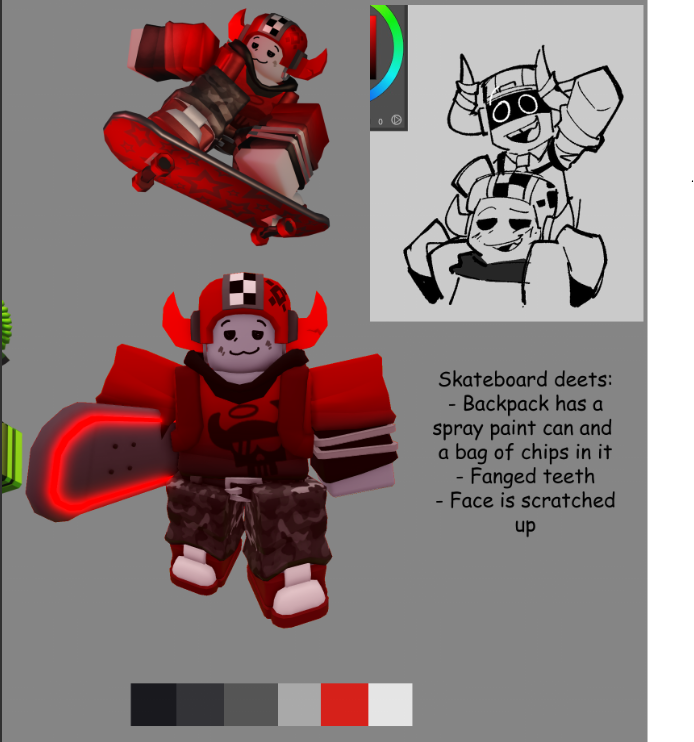 0
Skateboard deets:
- Backpack has a
spray paint can and
a bag of chips in it
- Fanged teeth
- Face is scratched
up